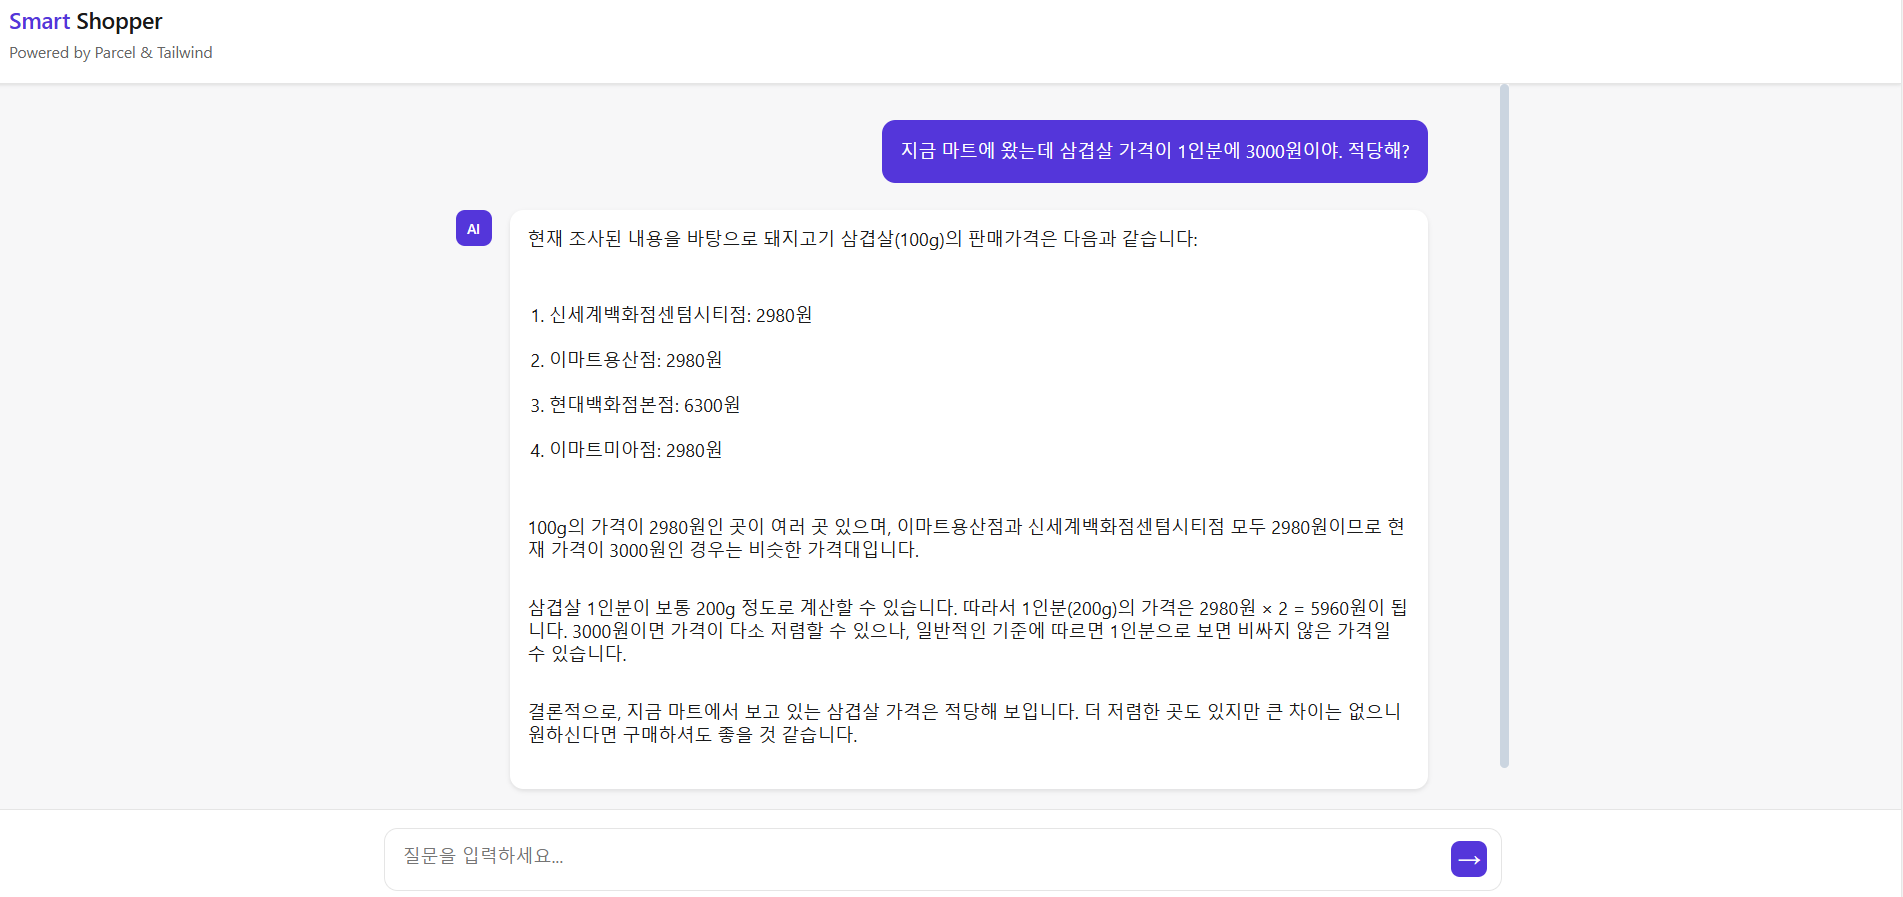 Smart Shopper
Powered by Parcel & Tailwind
지금 마트에 왔는데 삼겹살 가격이 1인분에 3000원이야. 적당해?
AI
현재 조사된 내용을 바탕으로 돼지고기 삼겹살(100g)의 판매가격은 다음과 같습니다:
1. 신세계백화점센텀시티점: 2980원
2. 이마트용산점: 2980원
3. 현대백화점본점: 6300원
4. 이마트미아점: 2980원
100g의 가격이 2980원인 곳이 여러 곳 있으며, 이마트용산점과 신세계백화점센텀시티점 모두 2980원이므로 현
재 가격이 3000원인 경우는 비슷한 가격대입니다.
삼겹살 1인분이 보통 200g 정도로 계산할 수 있습니다. 따라서 1인분(200g)의 가격은 2980원 × 2 = 5960원이 됩
니다. 3000원이면 가격이 다소 저렴할 수 있으나, 일반적인 기준에 따르면 1인분으로 보면 비싸지 않은 가격일
수 있습니다.
결론적으로, 지금 마트에서 보고 있는 삼겹살 가격은 적당해 보입니다. 더 저렴한 곳도 있지만 큰 차이는 없으니
원하신다면 구매하셔도 좋을 것 같습니다.
질문을 입력하세요...
→